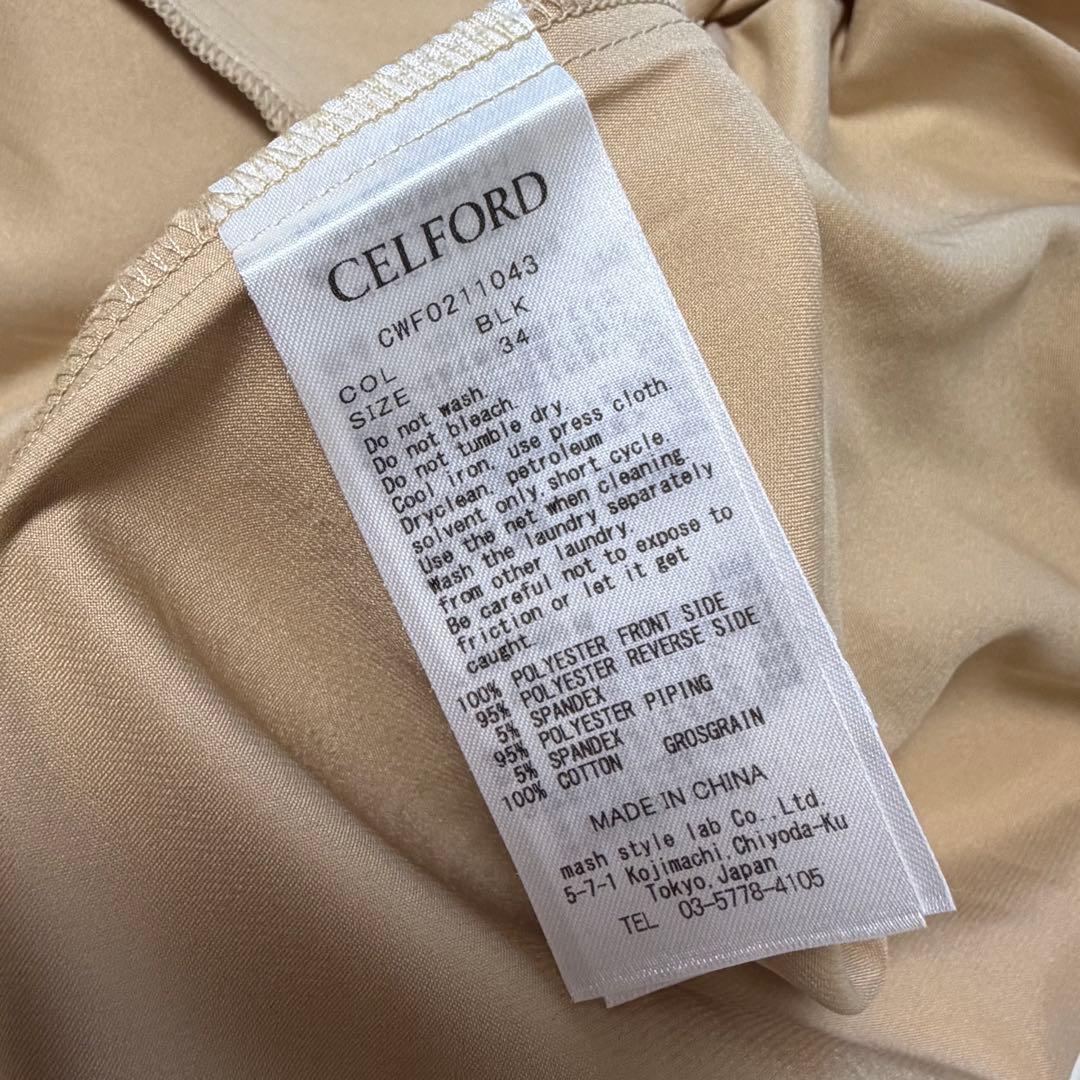 CELFORD
CWFO211043
COL BLK
SIZE 34
Do not wash.
Do not bleach.
Do not tumble dry
Cool iron, use press cloth
Dryclean, petroleum
solvent only,short cycle.
Use the net when cleaning
Wash the laundry separately
from other laundry.
Be careful not to expose to
friction or let it get
caught.
100% POLYESTER FRONT SIDE
95% POLYESTER REVERSE SIDE
5% SPANDEX
95% POLYESTER PIPING
5% SPANDEX
100% COTTON GROSGRAIN
MADE IN CHINA
mash style lab Co.,Ltd.
5-7-1 Kojimachi,Chiyoda-Ku
Tokyo,Japan
TEL 03-5778-4105